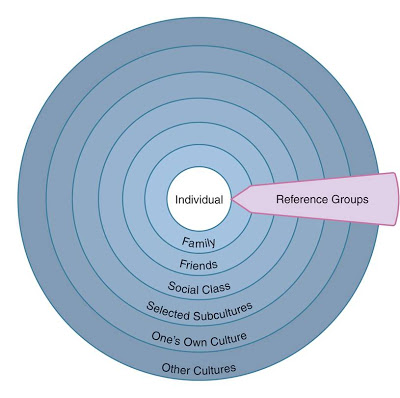 Individual
Reference Groups
Family
Friends
Social Class
Selected Subcultures
One's Own Culture
Other Cultures